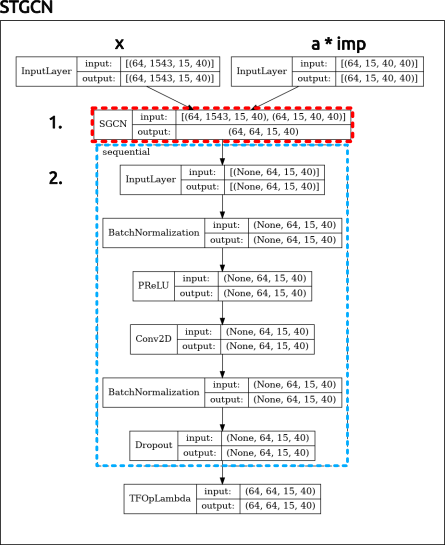 STGCN
x
a * imp
InputLayer input: [(64, 1543, 15, 40)]
output: [(64, 1543, 15, 40)]
InputLayer input: [(64, 15, 40, 40)]
output: [(64, 15, 40, 40)]
1.
SGCN input: [(64, 1543, 15, 40), (64, 15, 40, 40)]
output: (64, 64, 15, 40)
sequential
2.
InputLayer input: [(None, 64, 15, 40)]
output: [(None, 64, 15, 40)]
BatchNormalization input: (None, 64, 15, 40)
output: (None, 64, 15, 40)
PReLU input: (None, 64, 15, 40)
output: (None, 64, 15, 40)
Conv2D input: (None, 64, 15, 40)
output: (None, 64, 15, 40)
BatchNormalization input: (None, 64, 15, 40)
output: (None, 64, 15, 40)
Dropout input: (None, 64, 15, 40)
output: (None, 64, 15, 40)
TFOpLambda input: (64, 64, 15, 40)
output: (64, 64, 15, 40)